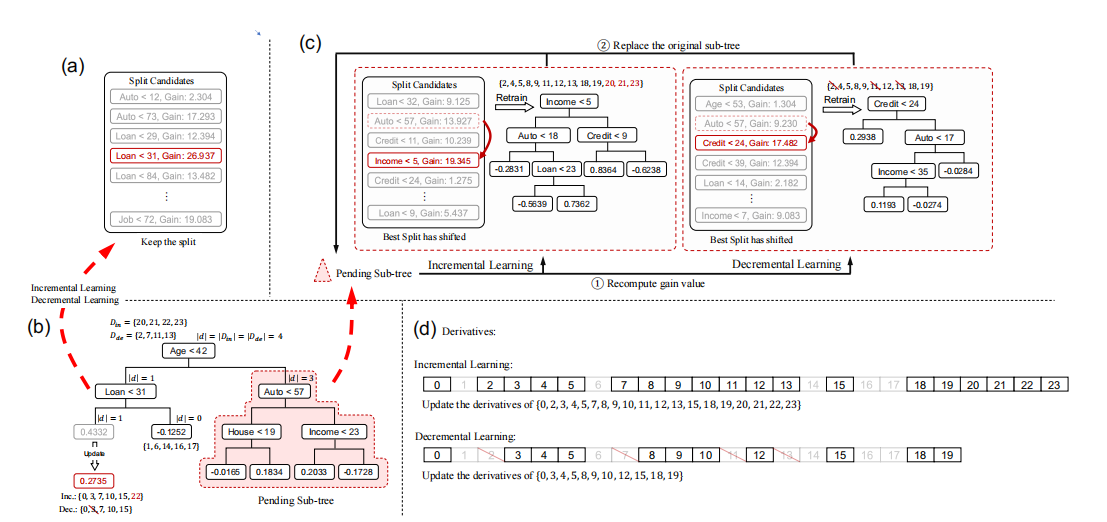 (a)
Split Candidates
Auto < 12, Gain: 2.304
Auto < 73, Gain: 17.293
Loan < 29, Gain: 12.394
Loan < 31, Gain: 26.937
Loan < 84, Gain: 13.482
⋮
Job < 72, Gain: 19.083
Keep the split
Incremental Learning
Decremental Learning
(c)
② Replace the original sub-tree
Split Candidates
Loan < 32, Gain: 9.125
Auto < 57, Gain: 13.927
Credit < 11, Gain: 10.239
Income < 5, Gain: 19.345
Credit < 24, Gain: 1.275
⋮
Loan < 9, Gain: 5.437
Best Split has shifted
{2, 4, 5, 8, 9, 11, 12, 13, 18, 19, 20, 21, 23}
Retrain
Income < 5
Auto < 18
Credit < 9
-0.2831
Loan < 23
0.8364
-0.6238
-0.5639
0.7362
Split Candidates
Age < 53, Gain: 1.304
Auto < 57, Gain: 9.230
Credit < 24, Gain: 17.482
Credit < 39, Gain: 12.394
Loan < 14, Gain: 2.182
⋮
Income < 7, Gain: 9.083
Best Split has shifted
{2, 4, 5, 8, 9, 11, 12, 13, 18, 19}
Retrain
Credit < 24
0.2938
Auto < 17
Income < 35
-0.0284
0.1193
-0.0274
Pending Sub-tree
Incremental Learning
Decremental Learning
① Recompute gain value
(b)
D_in = {20, 21, 22, 23}
D_de = {2, 7, 11, 13}
|d| = |D_in| = |D_de| = 4
Age < 42
|d| = 1
|d| = 3
Loan < 31
Auto < 57
|d| = 1
|d| = 0
0.4332
-0.1252
House < 19
Income < 23
Update
{1, 6, 14, 16, 17}
-0.0165
0.1834
0.2033
-0.1728
0.2735
Pending Sub-tree
Inc.: {0, 3, 7, 10, 15, 22}
Dec.: {0, 3, 7, 10, 15}
(d)
Derivatives:
Incremental Learning:
0 1 2 3 4 5 6 7 8 9 10 11 12 13 14 15 16 17 18 19 20 21 22 23
Update the derivatives of {0, 2, 3, 4, 5, 7, 8, 9, 10, 11, 12, 13, 15, 18, 19, 20, 21, 22, 23}
Decremental Learning:
0 1 2 3 4 5 6 7 8 9 10 11 12 13 14 15 16 17 18 19
Update the derivatives of {0, 3, 4, 5, 8, 9, 10, 12, 15, 18, 19}